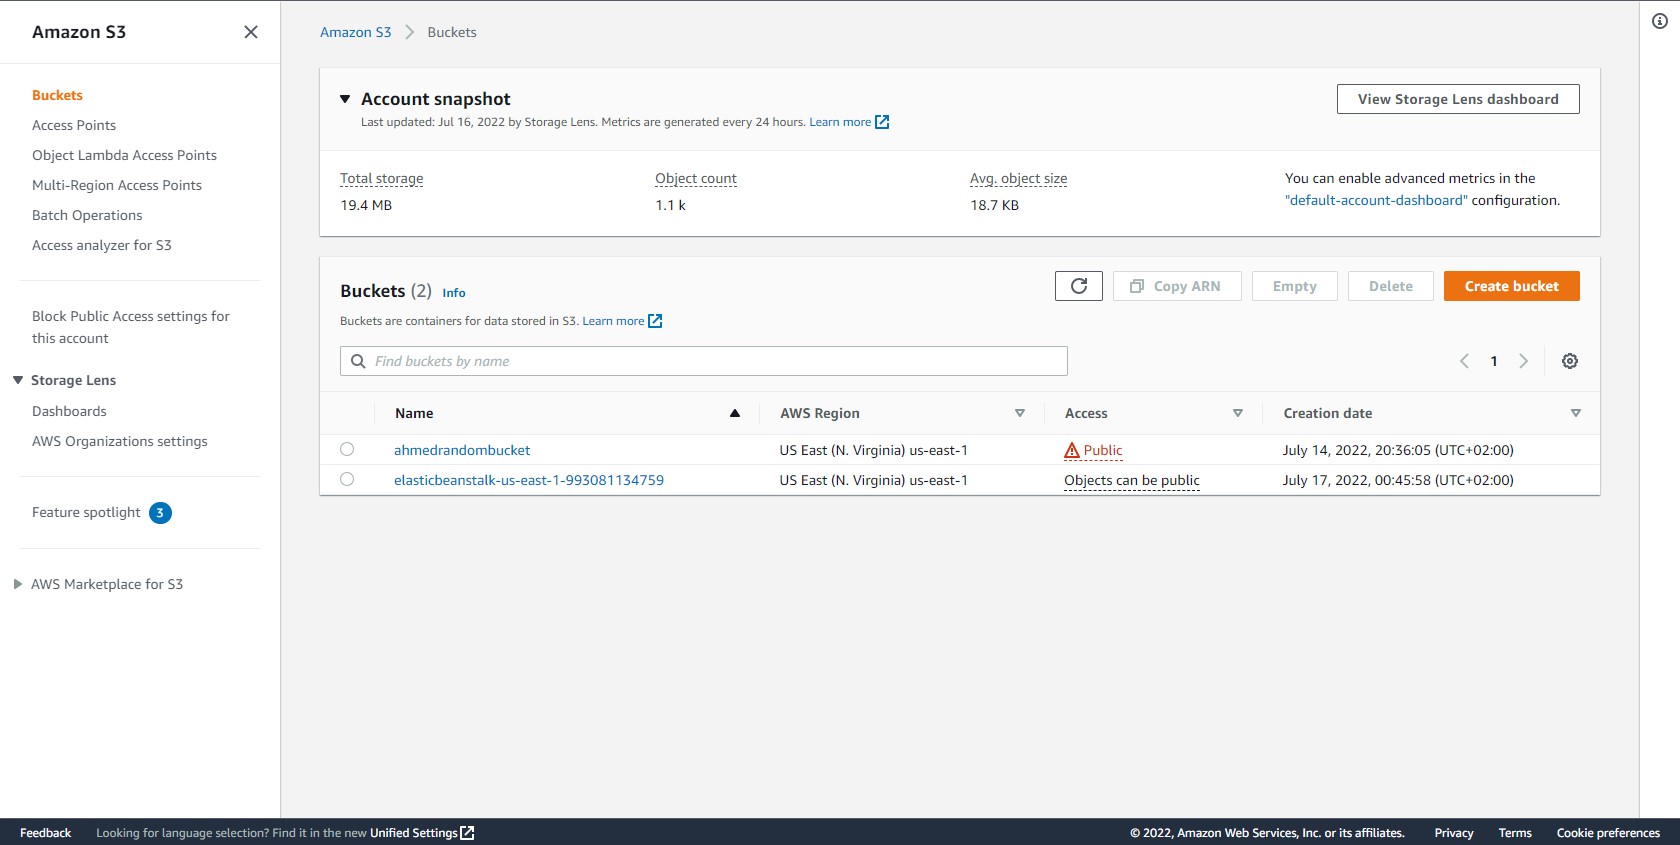 Amazon S3
Buckets
Access Points
Object Lambda Access Points
Multi-Region Access Points
Batch Operations
Access analyzer for S3
Block Public Access settings for
this account
Storage Lens
Dashboards
AWS Organizations settings
Feature spotlight 3
AWS Marketplace for S3
Amazon S3 Buckets
Account snapshot
View Storage Lens dashboard
Last updated: Jul 16, 2022 by Storage Lens. Metrics are generated every 24 hours. Learn more
Total storage Object count Avg. object size You can enable advanced metrics in the
19.4 MB 1.1 k 18.7 KB "default-account-dashboard" configuration.
Buckets (2) Info
Copy ARN Empty Delete Create bucket
Buckets are containers for data stored in S3. Learn more
Find buckets by name
1
Name AWS Region Access Creation date
ahmedrandombucket US East (N. Virginia) us-east-1 Public July 14, 2022, 20:36:05 (UTC+02:00)
elasticbeanstalk-us-east-1-993081134759 US East (N. Virginia) us-east-1 Objects can be public July 17, 2022, 00:45:58 (UTC+02:00)
Feedback Looking for language selection? Find it in the new Unified Settings © 2022, Amazon Web Services, Inc. or its affiliates. Privacy Terms Cookie preferences